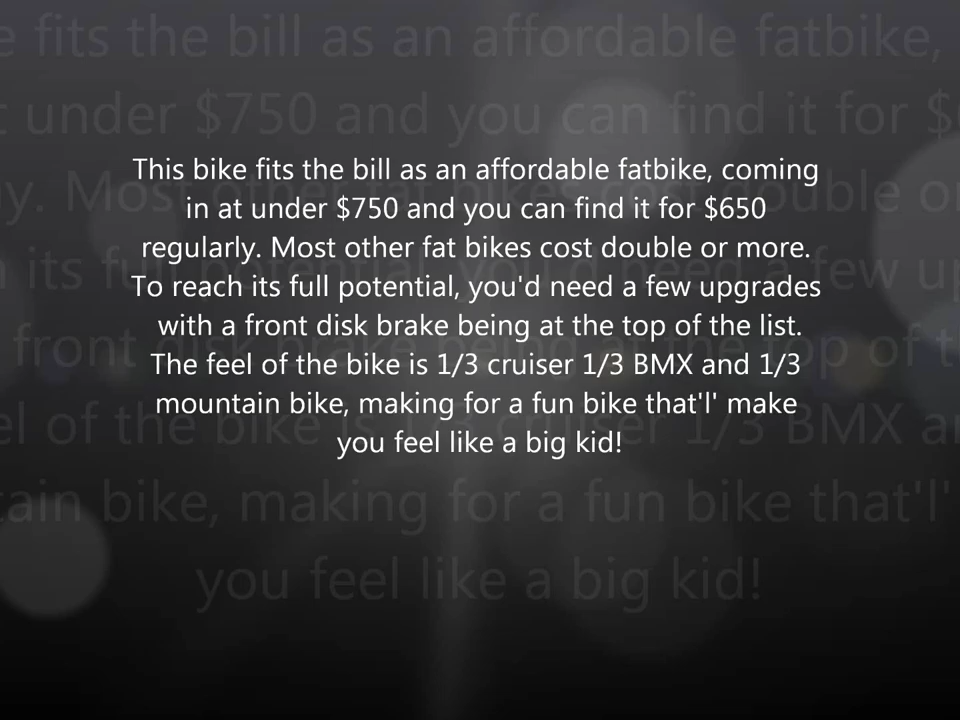 This bike fits the bill as an affordable fatbike, coming
in at under $750 and you can find it for $650
regularly. Most other fat bikes cost double or more.
To reach its full potential, you'd need a few upgrades
with a front disk brake being at the top of the list.
The feel of the bike is 1/3 cruiser 1/3 BMX and 1/3
mountain bike, making for a fun bike that'l' make
you feel like a big kid!